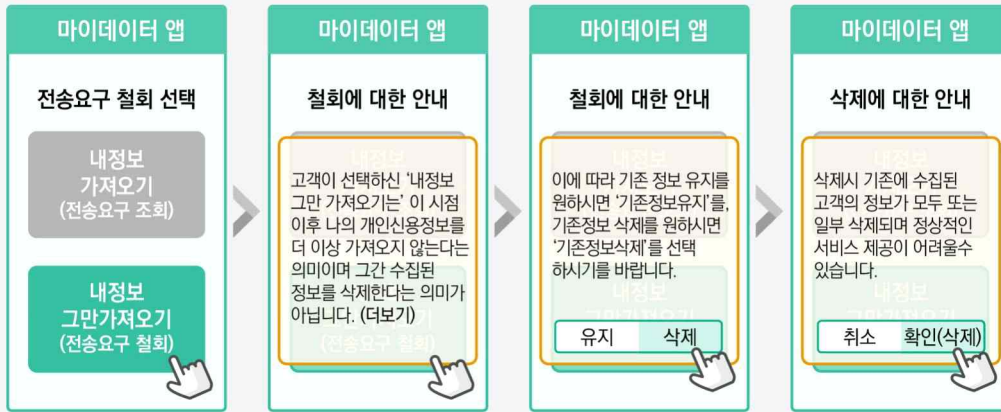 마이데이터 앱
전송요구 철회 선택
내정보
가져오기
(전송요구 조회)
내정보
그만가져오기
(전송요구 철회)
마이데이터 앱
철회에 대한 안내
고객이 선택하신 '내정보
그만 가져오기는' 이 시점
이후 나의 개인신용정보를
더 이상 가져오지 않는다는
의미이며 그간 수집된
정보를 삭제한다는 의미가
아닙니다. (더보기)
(전송요구 철회)
마이데이터 앱
철회에 대한 안내
이에 따라 기존 정보 유지를
원하시면 '기존정보유지'를,
기존정보 삭제를 원하시면
'기존정보삭제'를 선택
하시기를 바랍니다.
내정보
유지 삭제
마이데이터 앱
삭제에 대한 안내
삭제시 기존에 수집된
고객의 정보가 모두 또는
일부 삭제되며 정상적인
서비스 제공이 어려울수
있습니다.
내정보
취소 확인(삭제)